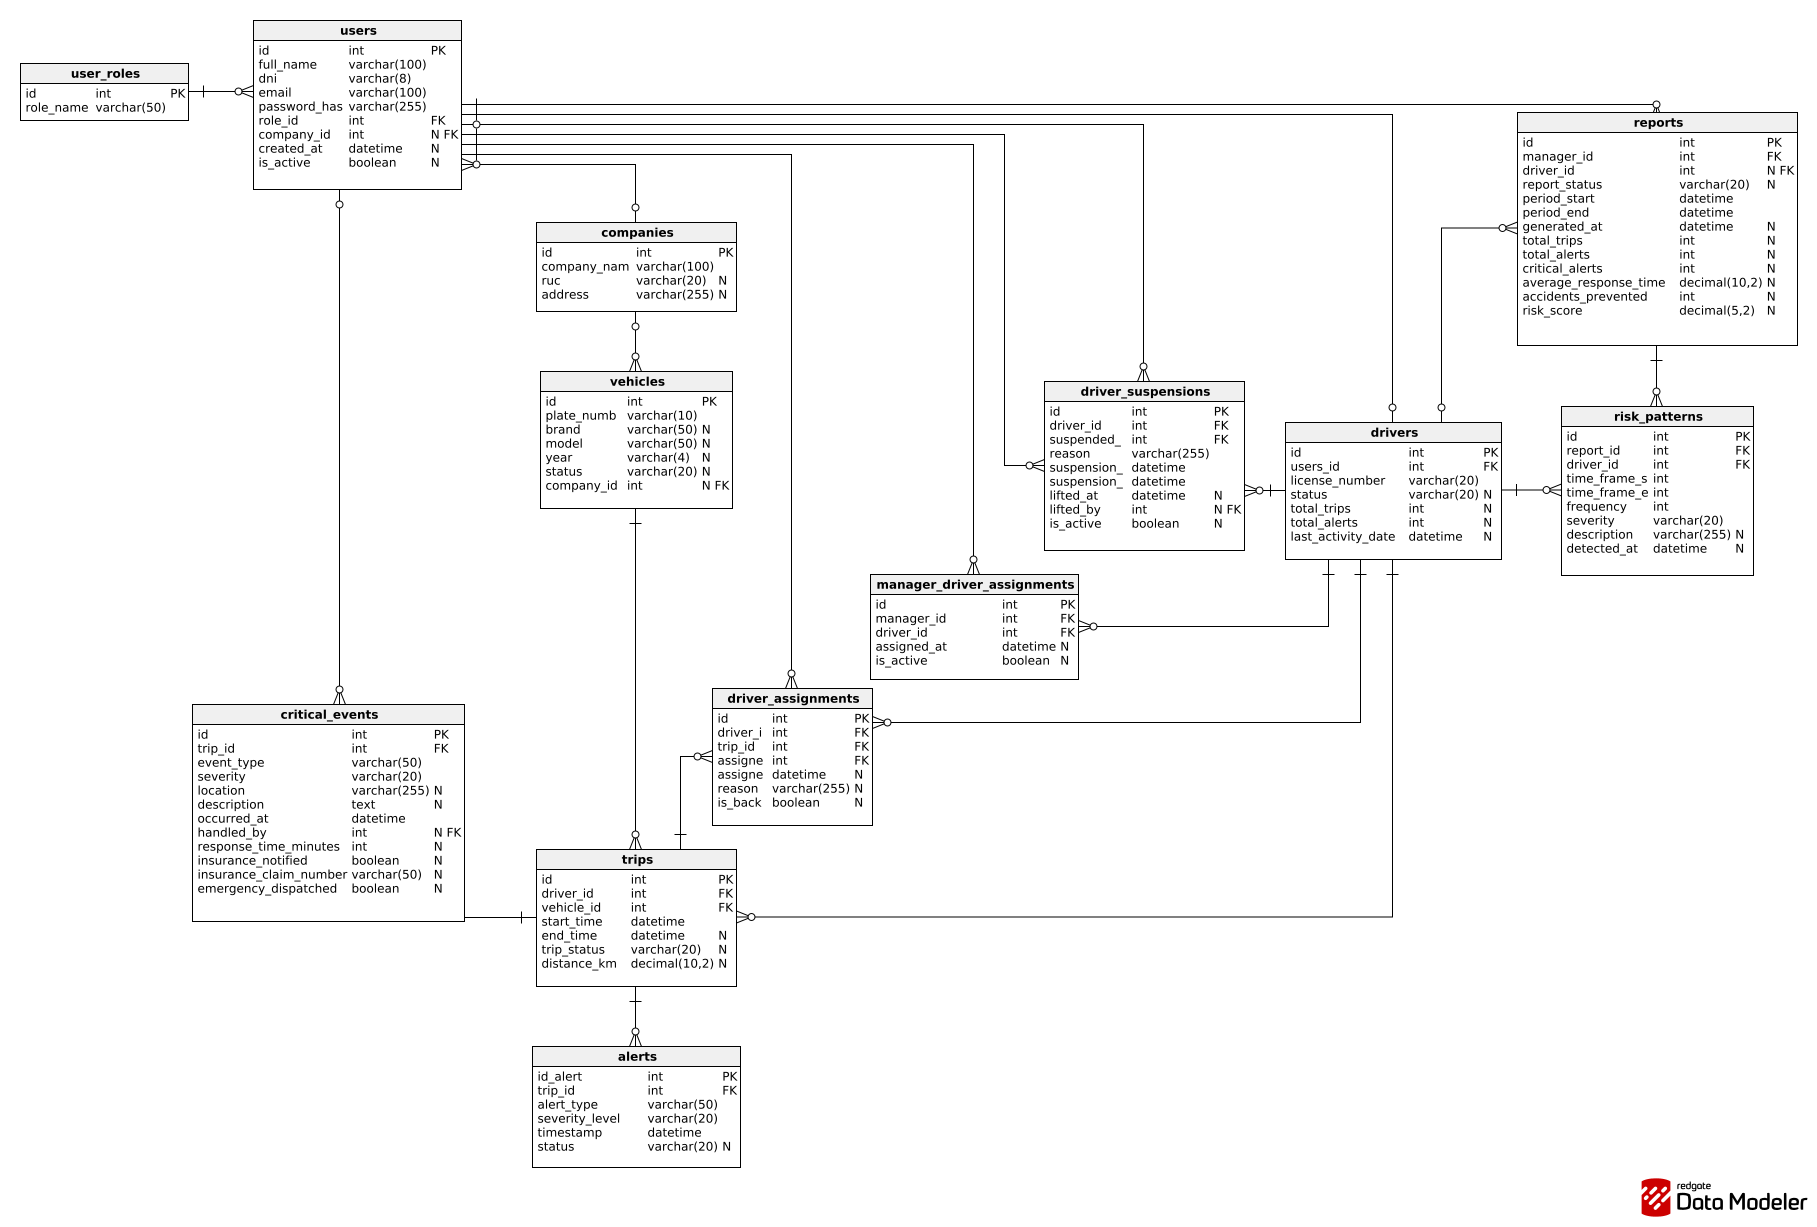 users
id int PK
full_name varchar(100)
dni varchar(8)
email varchar(100)
password_has varchar(255)
role_id int FK
company_id int N FK
created_at datetime N
is_active boolean N
user_roles
id int PK
role_name varchar(50)
reports
id int PK
manager_id int FK
driver_id int N FK
report_status varchar(20) N
period_start datetime
period_end datetime
generated_at datetime N
total_trips int N
total_alerts int N
critical_alerts int N
average_response_time decimal(10,2) N
accidents_prevented int N
risk_score decimal(5,2) N
companies
id int PK
company_nam varchar(100)
ruc varchar(20) N
address varchar(255) N
vehicles
id int PK
plate_numb varchar(10)
brand varchar(50) N
model varchar(50) N
year varchar(4) N
status varchar(20) N
company_id int N FK
driver_suspensions
id int PK
driver_id int FK
suspended_ int FK
reason varchar(255)
suspension_ datetime
suspension_ datetime
lifted_at datetime N
lifted_by int N FK
is_active boolean N
drivers
id int PK
users_id int FK
license_number varchar(20)
status varchar(20) N
total_trips int N
total_alerts int N
last_activity_date datetime N
risk_patterns
id int PK
report_id int FK
driver_id int FK
time_frame_s int
time_frame_e int
frequency int
severity varchar(20)
description varchar(255) N
detected_at datetime N
manager_driver_assignments
id int PK
manager_id int FK
driver_id int FK
assigned_at datetime N
is_active boolean N
driver_assignments
id int PK
driver_i int FK
trip_id int FK
assigne int FK
assigne datetime N
reason varchar(255) N
is_back boolean N
critical_events
id int PK
trip_id int FK
event_type varchar(50)
severity varchar(20)
location varchar(255) N
description text N
occurred_at datetime
handled_by int N FK
response_time_minutes int N
insurance_notified boolean N
insurance_claim_number varchar(50) N
emergency_dispatched boolean N
trips
id int PK
driver_id int FK
vehicle_id int FK
start_time datetime
end_time datetime N
trip_status varchar(20) N
distance_km decimal(10,2) N
alerts
id_alert int PK
trip_id int FK
alert_type varchar(50)
severity_level varchar(20)
timestamp datetime
status varchar(20) N
redgate
Data Modeler